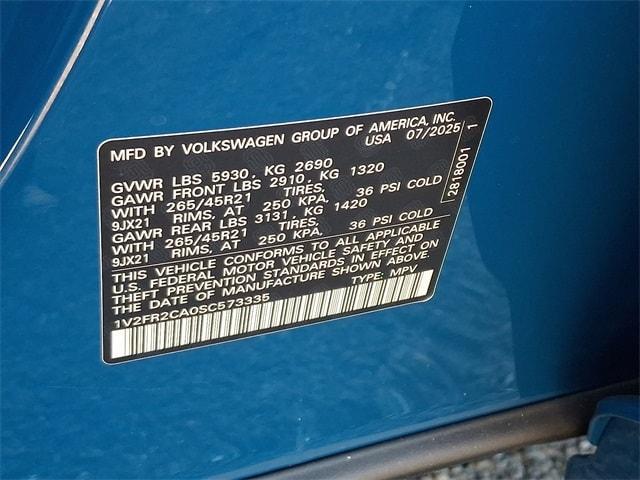 MFD BY VOLKSWAGEN GROUP OF AMERICA, INC.
USA 07/2025
GVWR LBS 5930, KG 2690
GAWR FRONT LBS 2910, KG 1320
WITH 265/45R21 TIRES,
9JX21 RIMS, AT 250 KPA, 36 PSI COLD
GAWR REAR LBS 3131, KG 1420
WITH 265/45R21 TIRES,
9JX21 RIMS, AT 250 KPA, 36 PSI COLD
THIS VEHICLE CONFORMS TO ALL APPLICABLE
U.S. FEDERAL MOTOR VEHICLE SAFETY AND
THEFT PREVENTION STANDARDS IN EFFECT ON
THE DATE OF MANUFACTURE SHOWN ABOVE.
1V2FR2CA0SC573335 TYPE: MPV
2818001 1